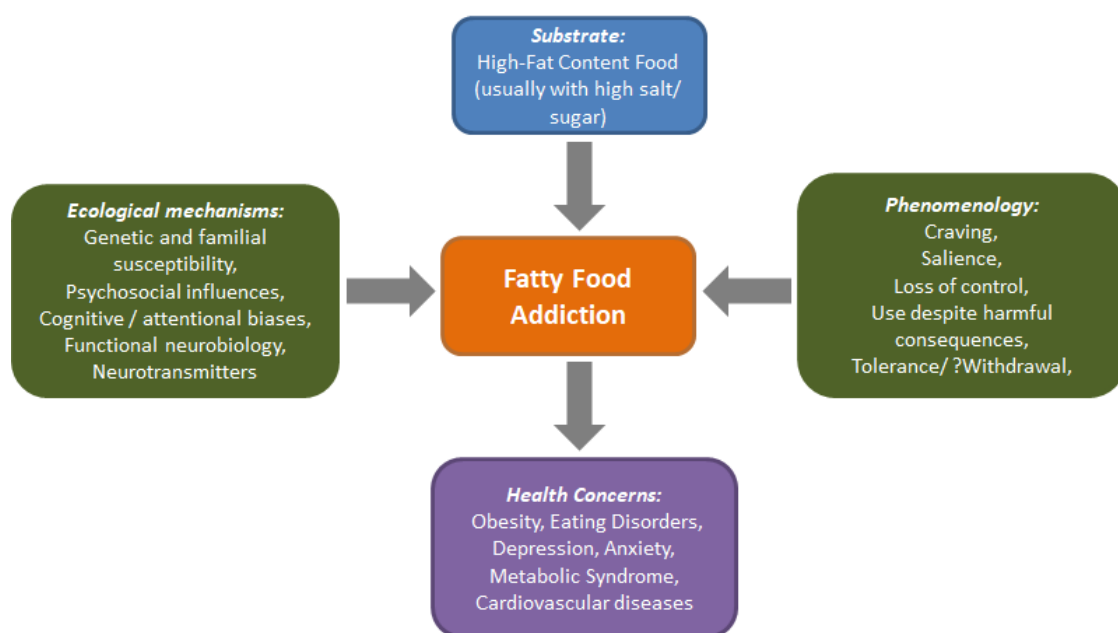 Substrate:
High-Fat Content Food
(usually with high salt/
sugar)
Ecological mechanisms:
Genetic and familial
susceptibility,
Psychosocial influences,
Cognitive / attentional biases,
Functional neurobiology,
Neurotransmitters
Fatty Food
Addiction
Phenomenology:
Craving,
Salience,
Loss of control,
Use despite harmful
consequences,
Tolerance/ ?Withdrawal,
Health Concerns:
Obesity, Eating Disorders,
Depression, Anxiety,
Metabolic Syndrome,
Cardiovascular diseases